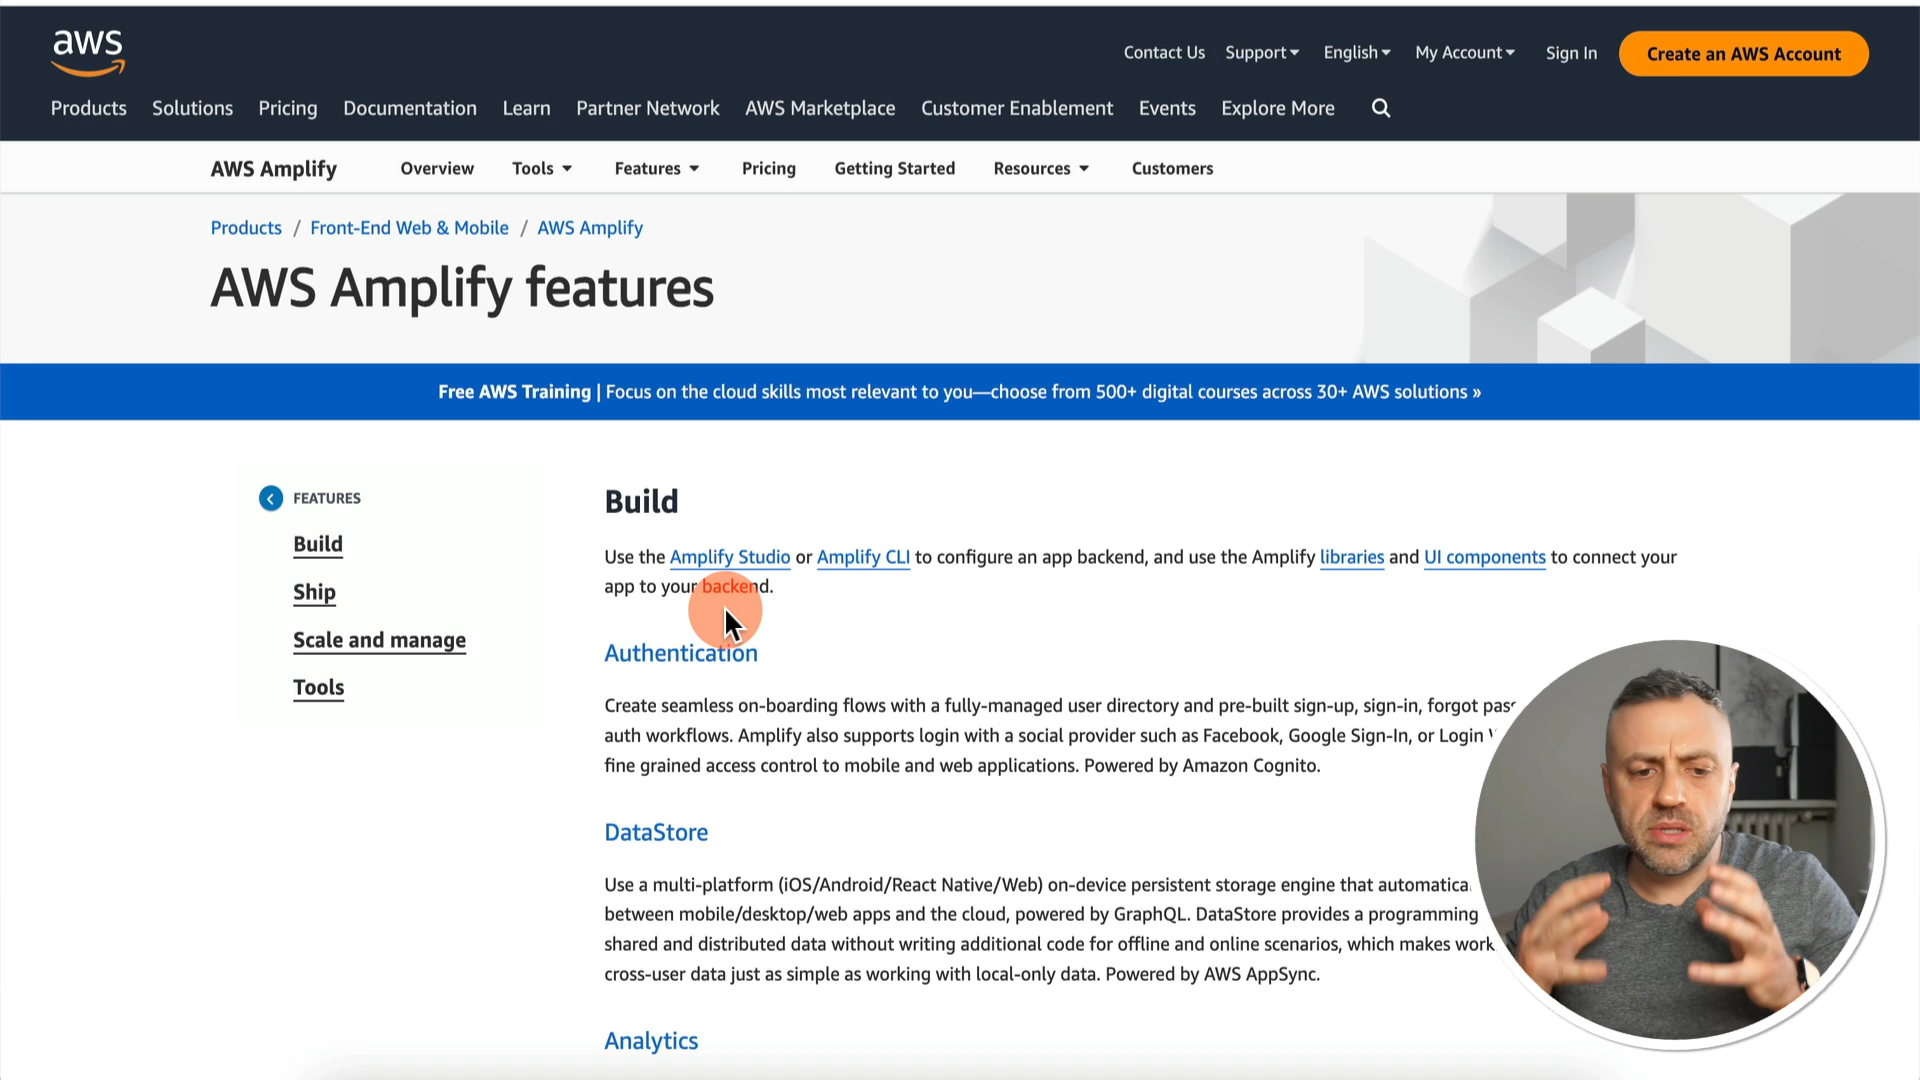 aws
Contact Us Support English My Account Sign In Create an AWS Account
Products Solutions Pricing Documentation Learn Partner Network AWS Marketplace Customer Enablement Events Explore More
AWS Amplify Overview Tools Features Pricing Getting Started Resources Customers
Products / Front-End Web & Mobile / AWS Amplify
AWS Amplify features
Free AWS Training | Focus on the cloud skills most relevant to you—choose from 500+ digital courses across 30+ AWS solutions »
FEATURES
Build
Ship
Scale and manage
Tools
Build
Use the Amplify Studio or Amplify CLI to configure an app backend, and use the Amplify libraries and UI components to connect your
app to your backend.
Authentication
Create seamless on-boarding flows with a fully-managed user directory and pre-built sign-up, sign-in, forgot
auth workflows. Amplify also supports login with a social provider such as Facebook, Google Sign-In, or Login
fine grained access control to mobile and web applications. Powered by Amazon Cognito.
DataStore
Use a multi-platform (iOS/Android/React Native/Web) on-device persistent storage engine that
between mobile/desktop/web apps and the cloud, powered by GraphQL. DataStore provides a programming
shared and distributed data without writing additional code for offline and online scenarios, which makes
cross-user data just as simple as working with local-only data. Powered by AWS AppSync.
Analytics